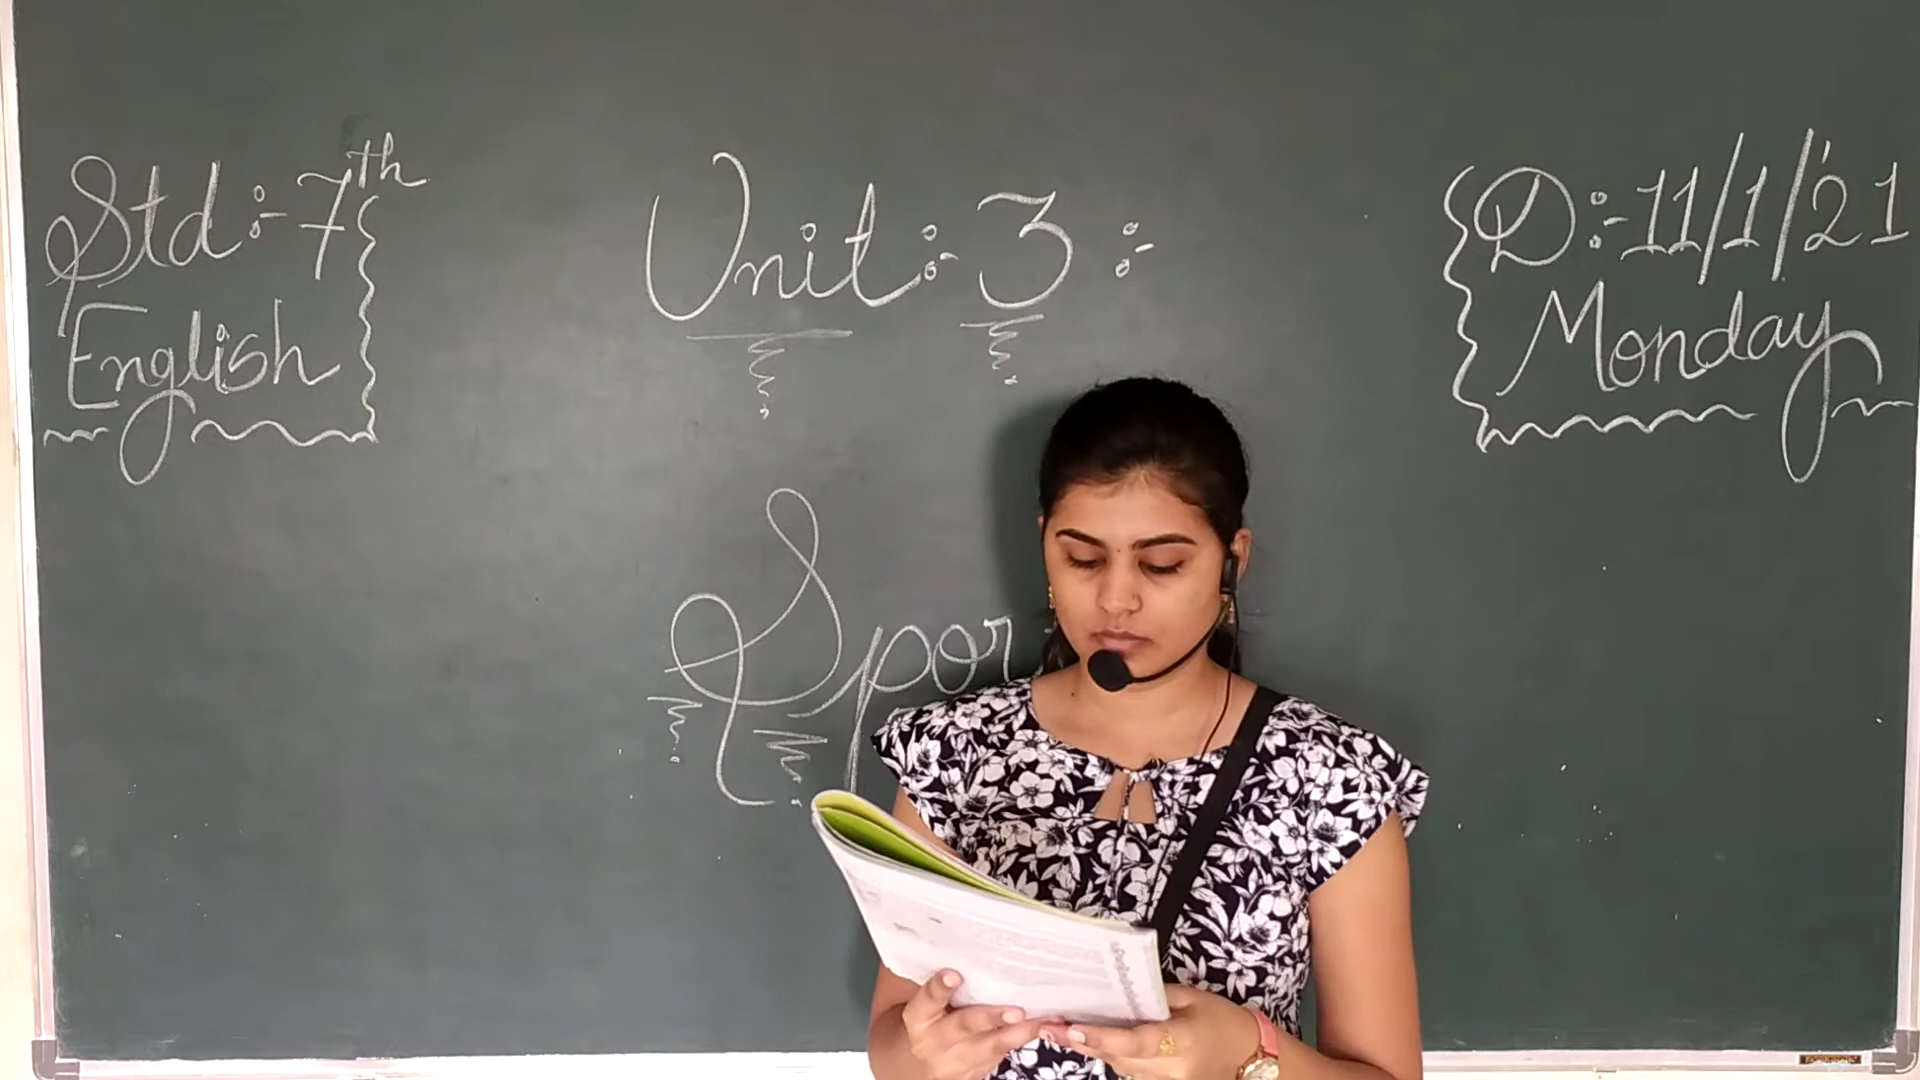 Std :- 7th
English
Unit :- 3 :-
D :- 11/1/'21
Monday
Spor